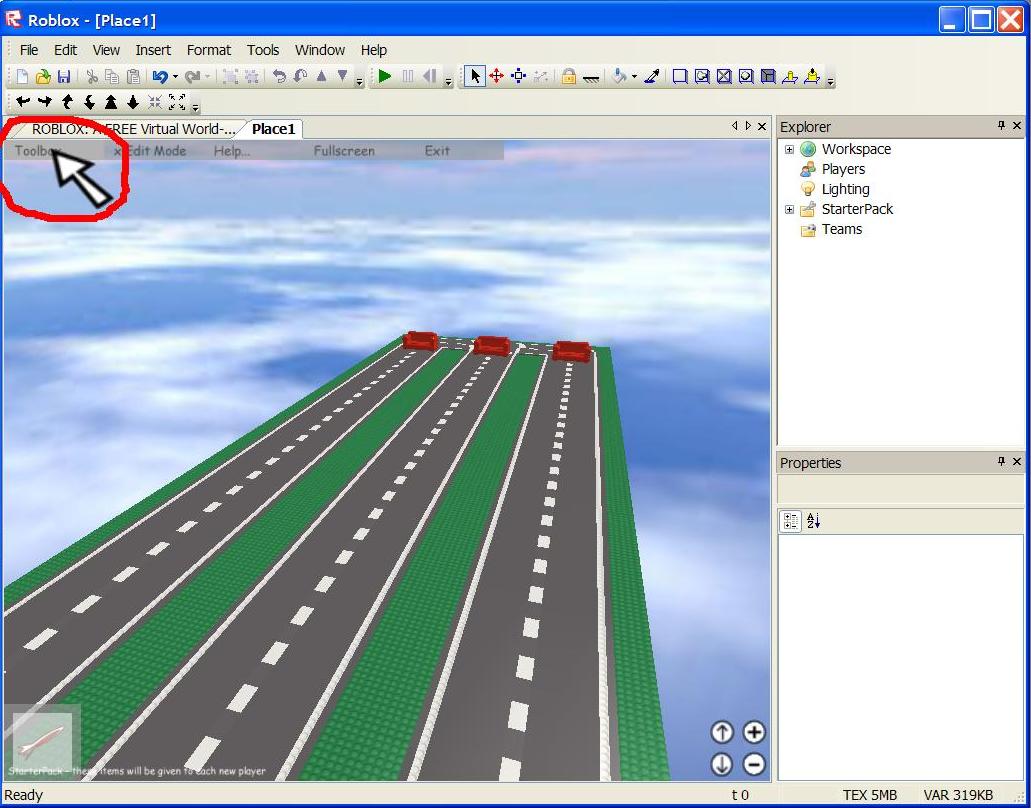 Roblox - [Place1]
File Edit View Insert Format Tools Window Help
ROBLOX: A FREE Virtual World-... Place1
Explorer
Toolbox x Edit Mode Help... Fullscreen Exit
Workspace
Players
Lighting
StarterPack
Teams
Properties
StarterPack - these items will be given to each new player
Ready t 0 TEX 5MB VAR 319KB